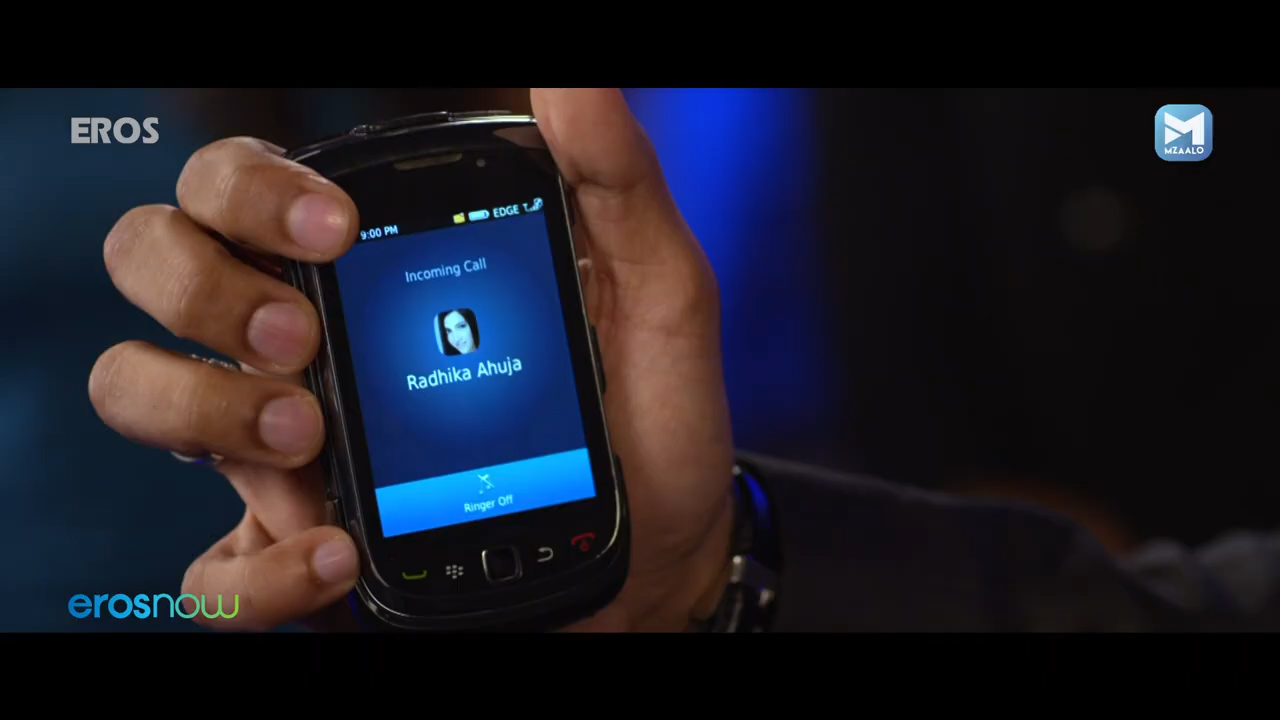 EROS
MZAALO
9:00 PM
EDGE
Incoming Call
Radhika Ahuja
Ringer Off
erosnow